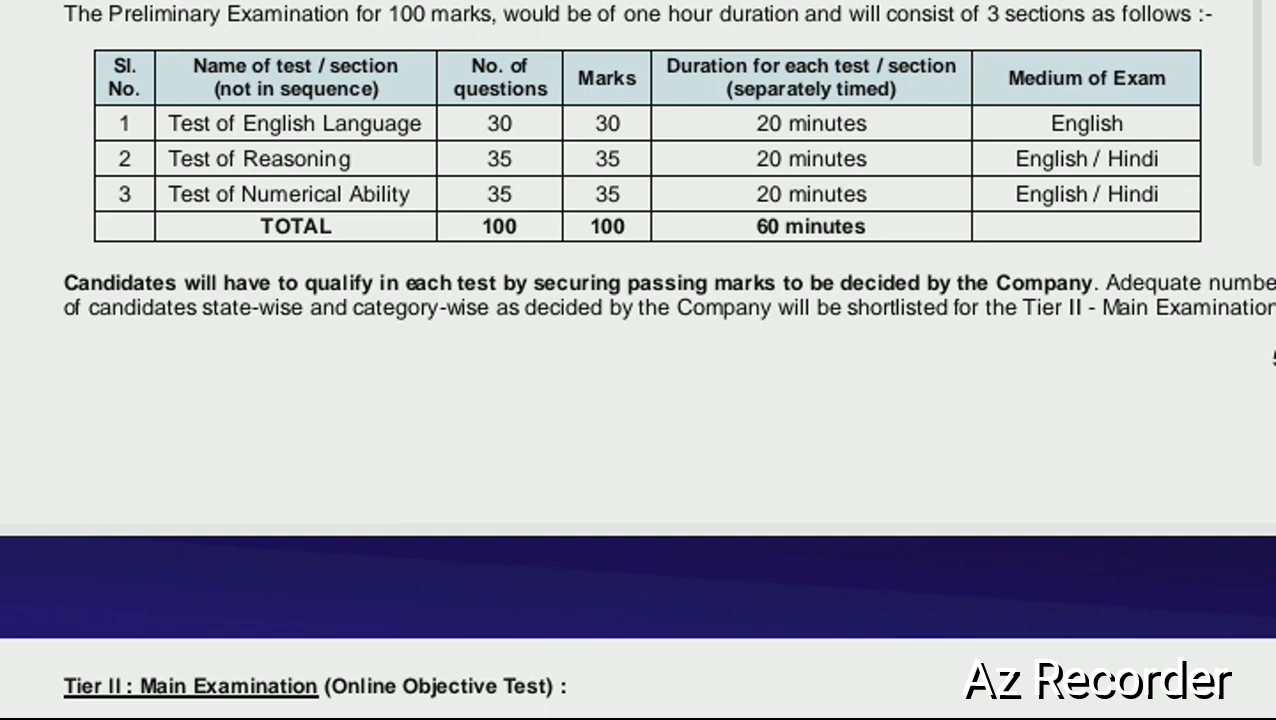 The Preliminary Examination for 100 marks, would be of one hour duration and will consist of 3 sections as follows :-
Sl. No. Name of test / section (not in sequence) No. of questions Marks Duration for each test / section (separately timed) Medium of Exam
1 Test of English Language 30 30 20 minutes English
2 Test of Reasoning 35 35 20 minutes English / Hindi
3 Test of Numerical Ability 35 35 20 minutes English / Hindi
TOTAL 100 100 60 minutes
Candidates will have to qualify in each test by securing passing marks to be decided by the Company. Adequate numbe
of candidates state-wise and category-wise as decided by the Company will be shortlisted for the Tier II - Main Examination
Tier II : Main Examination (Online Objective Test) :
Az Recorder